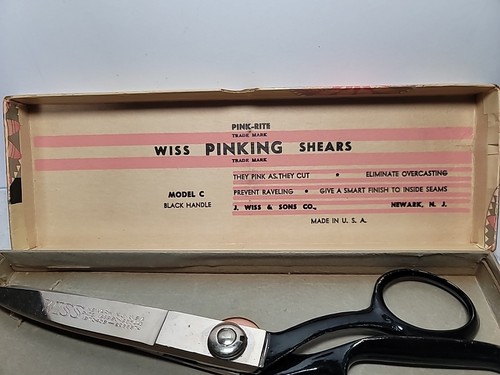 PINK-RITE
TRADE MARK
WISS PINKING SHEARS
TRADE MARK
THEY PINK AS THEY CUT • ELIMINATE OVERCASTING
PREVENT RAVELING • GIVE A SMART FINISH TO INSIDE SEAMS
MODEL C
BLACK HANDLE
J. WISS & SONS CO., NEWARK, N. J.
MADE IN U. S. A.
WISS